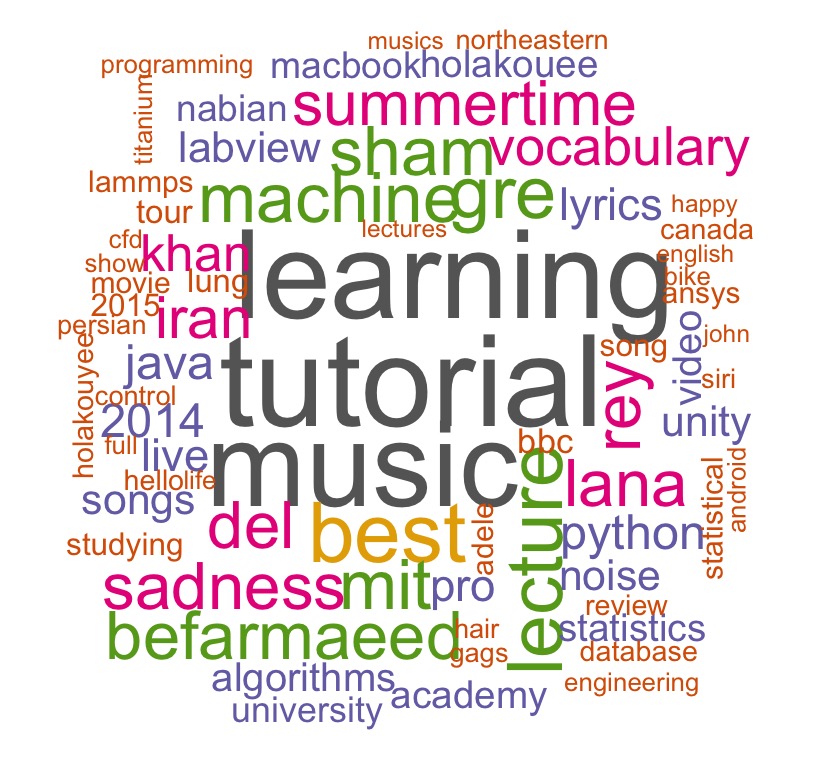 musics
northeastern
programming
macbook
holakouee
titanium
nabian
summertime
labview
sham
vocabulary
lammps
machine
gre
lyrics
tour
happy
lectures
canada
cfd
khan
learning
english
show
movie
lung
bike
2015
ansys
persian
iran
tutorial
song
video
john
java
rey
siri
holakouyee
control
2014
unity
full
live
music
bbc
hellolife
lana
songs
lecture
statistical
android
del
best
adele
python
studying
sadness
mit
pro
noise
review
befarmaeed
hair
statistics
gags
database
algorithms
academy
engineering
university